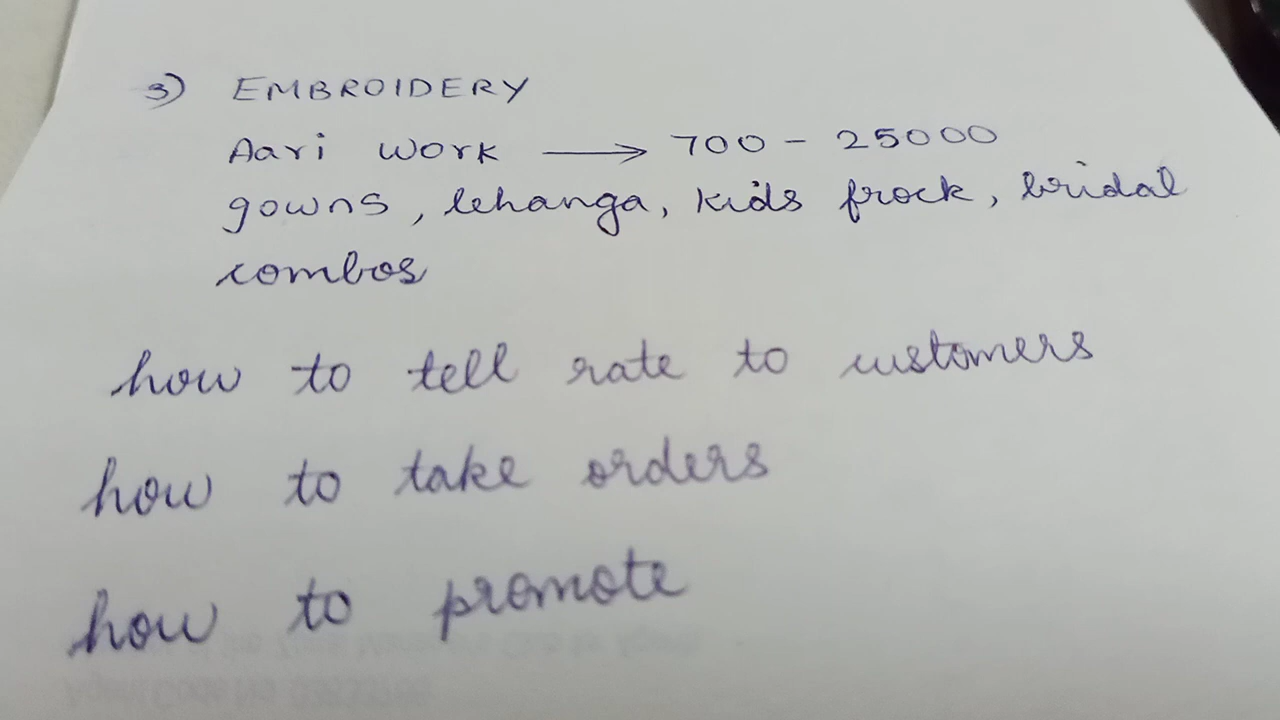 3) EMBROIDERY
Aari work → 700 - 25000
gowns, lehanga, kids frock, bridal
combos
how to tell rate to customers
how to take orders
how to promote